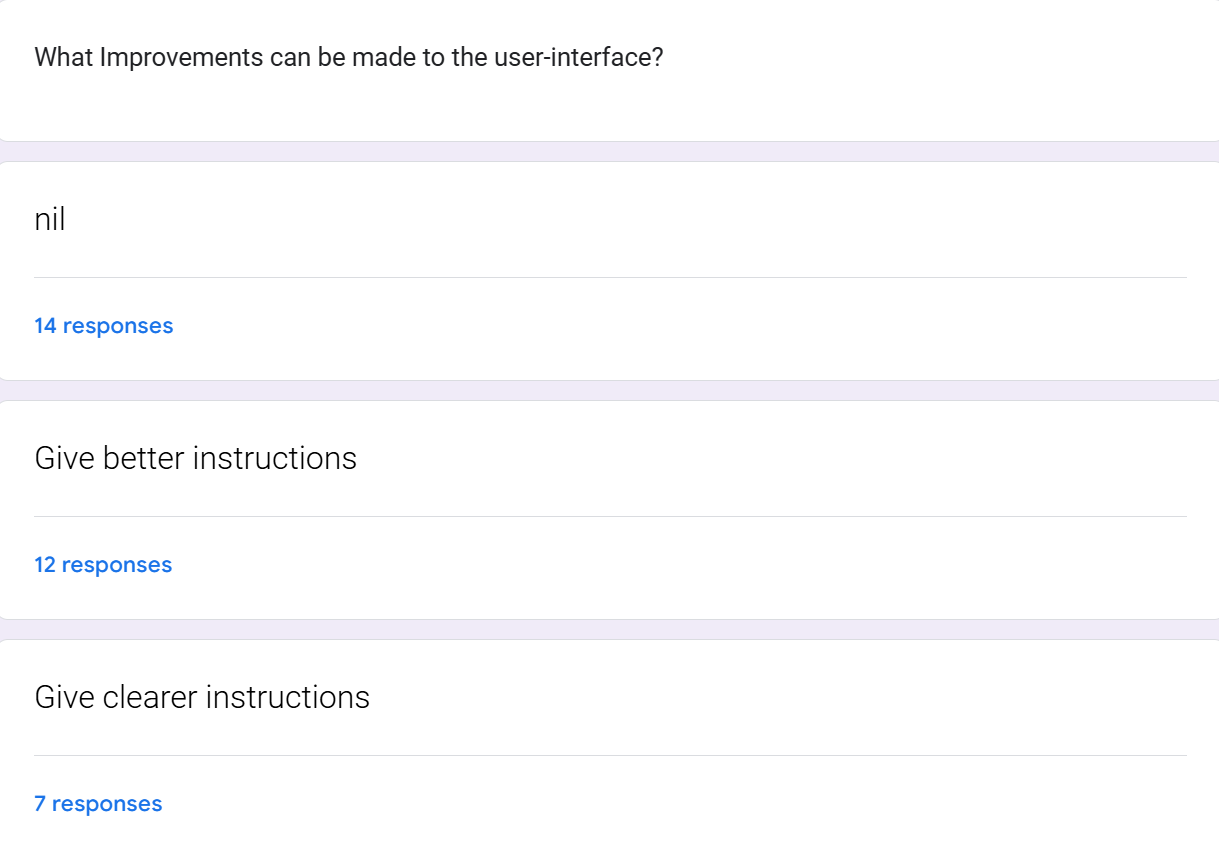 What Improvements can be made to the user-interface?
nil
14 responses
Give better instructions
12 responses
Give clearer instructions
7 responses